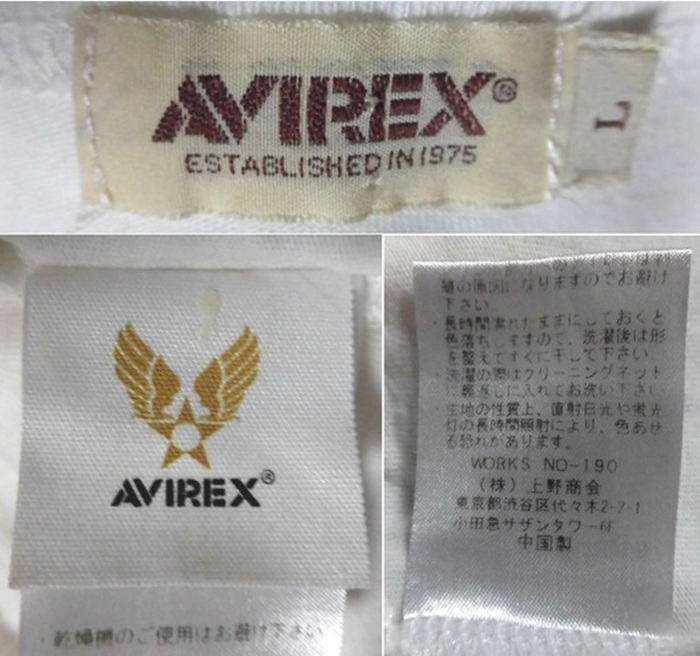 AVIREX®
ESTABLISHED IN 1975
L
AVIREX®
・乾燥機のご使用はお避け下さい
の原因になりますのでお避け
下さい
・長時間濡れたままにしておくと
色落ちしますので、洗濯後は形
を整えてすぐに干して下さい
・洗濯の際はクリーニングネット
に裏返しに入れてお洗い下さい
・生地の性質上、直射日光や蛍光
灯の長時間照射により、色あせ
る恐れがあります。
WORKS NO-190
(株)上野商会
東京都渋谷区代々木2-2-1
小田急サザンタワー6F
中国製